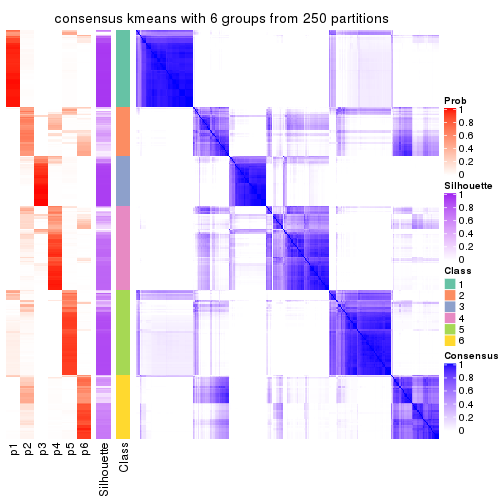 consensus kmeans with 6 groups from 250 partitions
Prob
1
0.8
0.6
0.4
0.2
0
Silhouette
1
0.8
0.6
0.4
0.2
0
Class
1
2
3
4
5
6
Consensus
1
0.8
0.6
0.4
0.2
0
p1
p2
p3
p4
p5
p6
Silhouette
Class